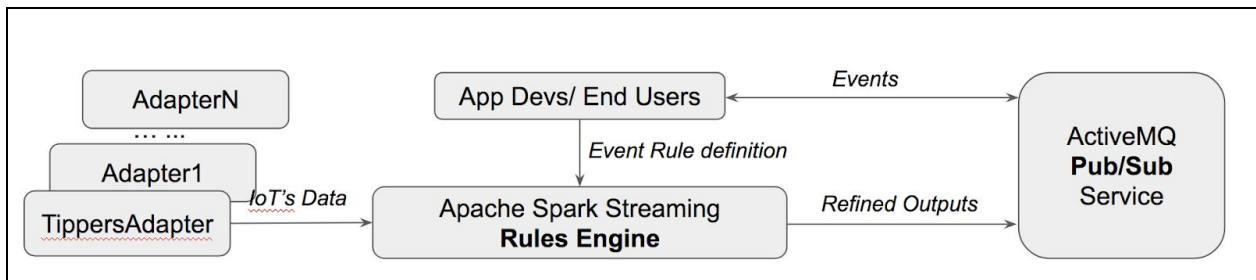 AdapterN
... ...
Adapter1
TippersAdapter
IoT's Data
App Devs/ End Users
Event Rule definition
Apache Spark Streaming
Rules Engine
Events
Refined Outputs
ActiveMQ
Pub/Sub
Service